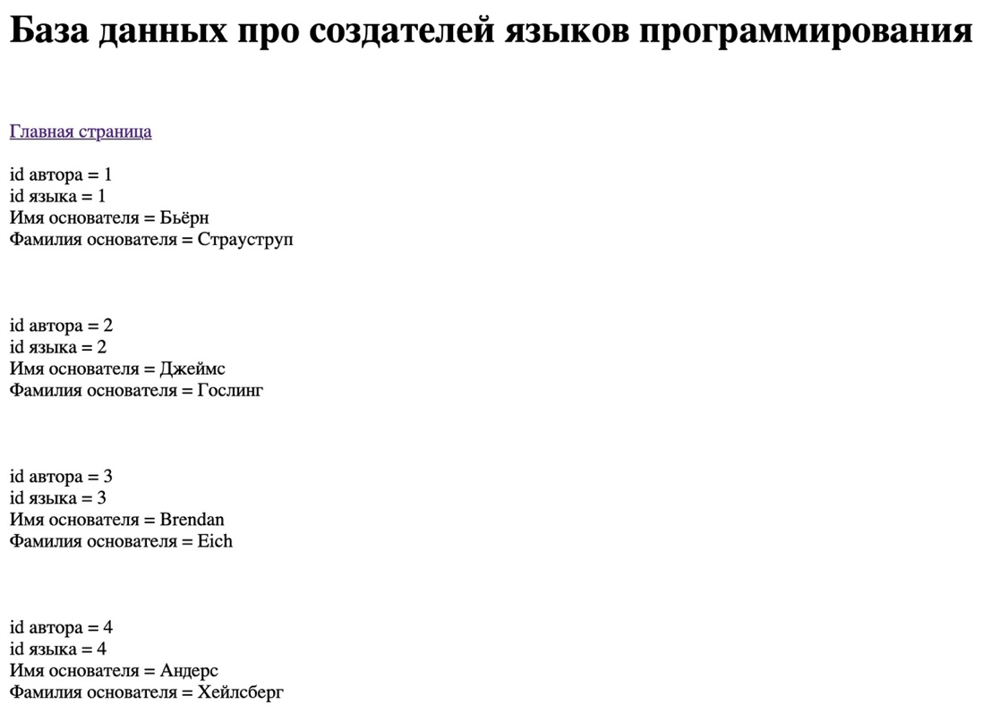 База данных про создателей языков программирования
Главная страница
id автора = 1
id языка = 1
Имя основателя = Бьёрн
Фамилия основателя = Страуструп
id автора = 2
id языка = 2
Имя основателя = Джеймс
Фамилия основателя = Гослинг
id автора = 3
id языка = 3
Имя основателя = Brendan
Фамилия основателя = Eich
id автора = 4
id языка = 4
Имя основателя = Андерс
Фамилия основателя = Хейлсберг